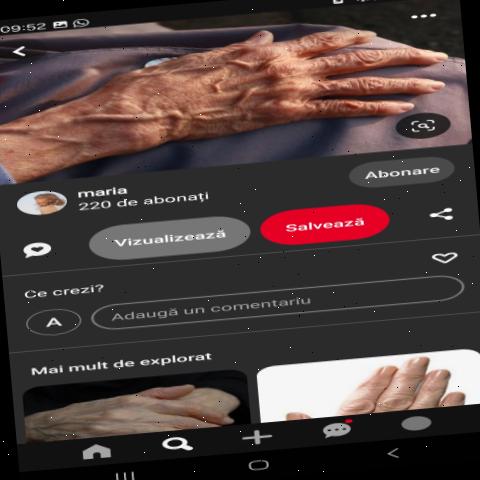 09:52
maria
220 de abonați
Abonare
Vizualizează
Salvează
Ce crezi?
A
Adaugă un comentariu
Mai mult de explorat